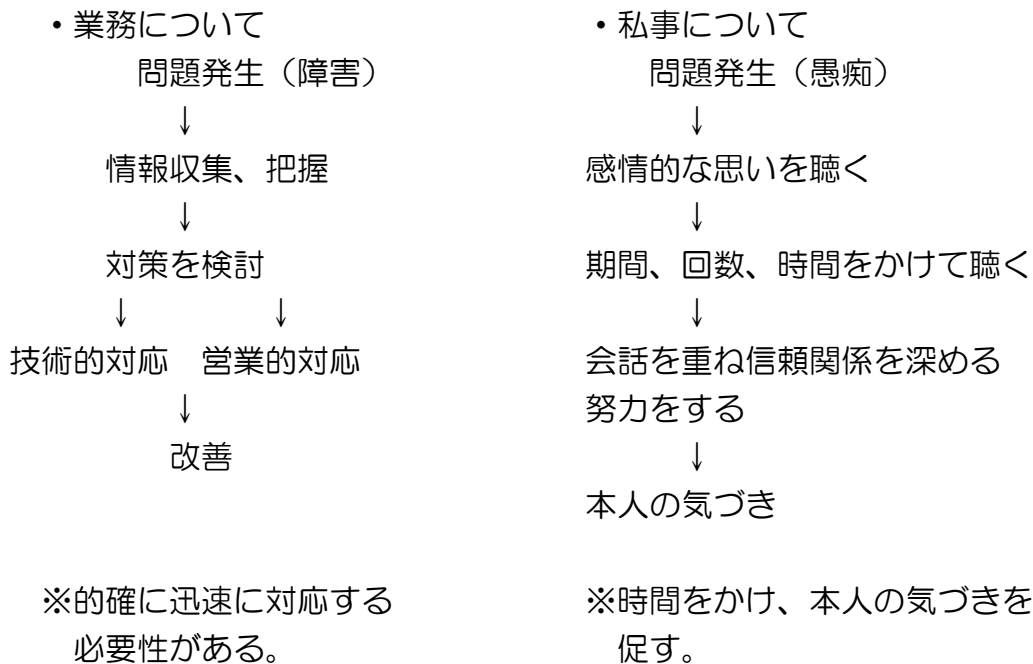 ・業務について
問題発生（障害）
↓
情報収集、把握
↓
対策を検討
↓ ↓
技術的対応 営業的対応
↓
改善
※的確に迅速に対応する
必要性がある。
・私事について
問題発生（愚痴）
↓
感情的な思いを聴く
↓
期間、回数、時間をかけて聴く
↓
会話を重ね信頼関係を深める
努力をする
↓
本人の気づき
※時間をかけ、本人の気づきを
促す。